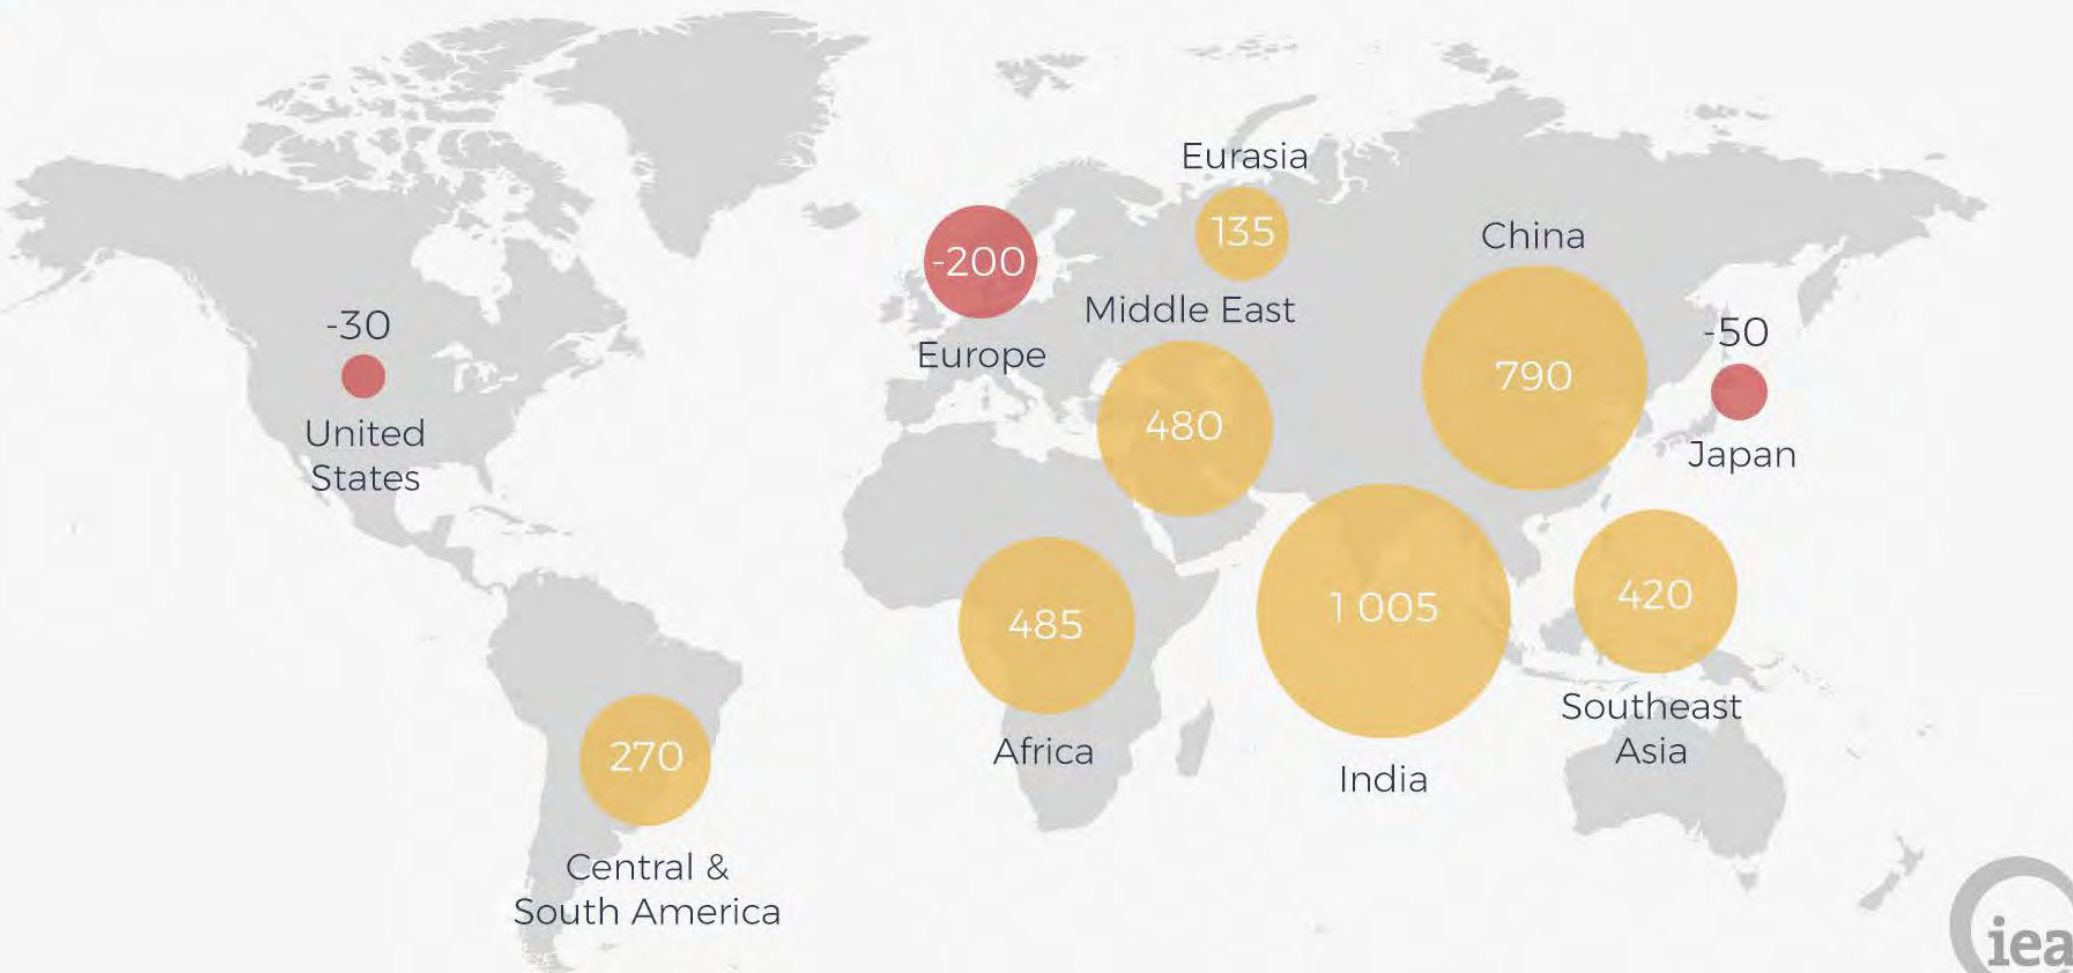 Eurasia
135
China
-200
Middle East
-30
-50
Europe
790
480
United
States
Japan
485
1 005
420
Southeast
Asia
Africa
270
India
Central &
South America
iea